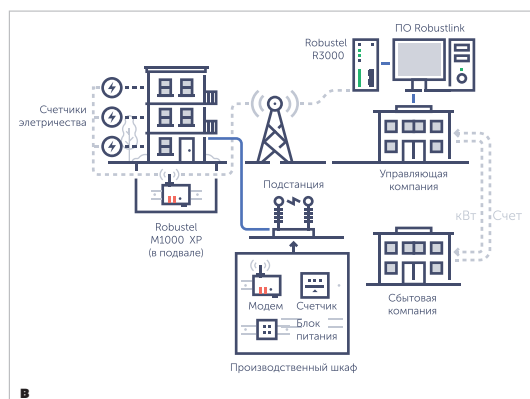 ПО Robustlink
Robustel
R3000
Счетчики
элетричества
Управляющая
компания
Подстанция
Robustel
M1000 XP
(в подвале)
кВт
Счет
Модем
Счетчик
Блок
питания
Сбытовая
компания
Производственный шкаф
в